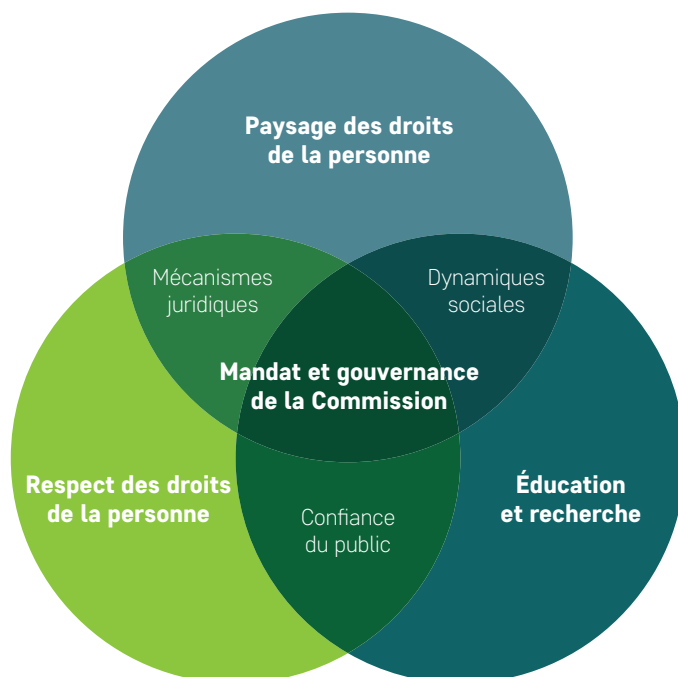 Paysage des droits
de la personne
Mécanismes
juridiques
Dynamiques
sociales
Mandat et gouvernance
de la Commission
Respect des droits
de la personne
Éducation
et recherche
Confiance
du public